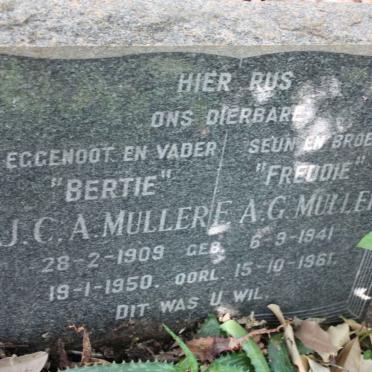 HIER RUS
ONS DIERBARE
EGGENOOT EN VADER SEUN EN BROE
"BERTIE" "FREDDIE"
J.C.A. MULLER E.A.G. MULLER
28-2-1909 GEB. 6-9-1941
19-1-1950. OORL. 15-10-1961.
DIT WAS U WIL